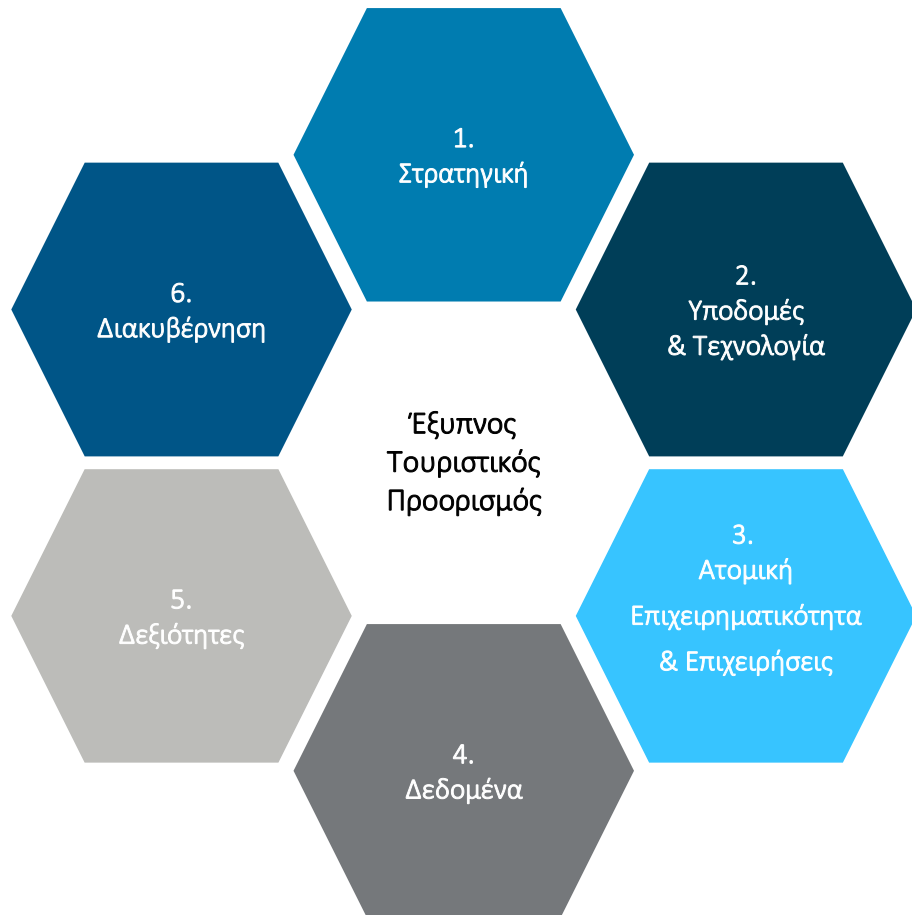 1.
Στρατηγική
2.
Υποδομές
& Τεχνολογία
3.
Ατομική
Επιχειρηματικότητα
& Επιχειρήσεις
4.
Δεδομένα
5.
Δεξιότητες
6.
Διακυβέρνηση
Έξυπνος
Τουριστικός
Προορισμός